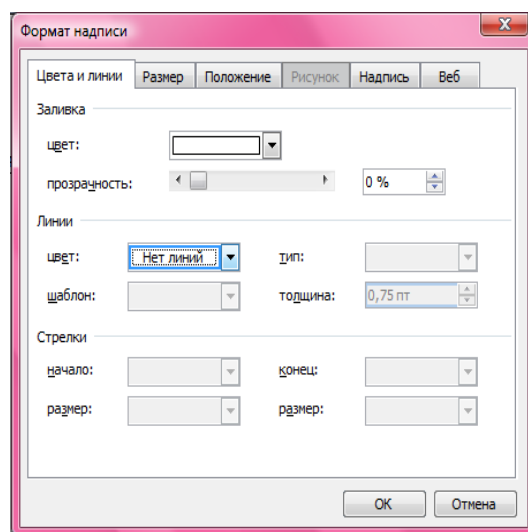 Формат надписи
Цвета и линии Размер Положение Рисунок Надпись Веб
Заливка
цвет:
прозрачность: 0 %
Линии
цвет: Нет линий тип:
шаблон: толщина: 0,75 пт
Стрелки
начало: конец:
размер: размер:
ОК Отмена